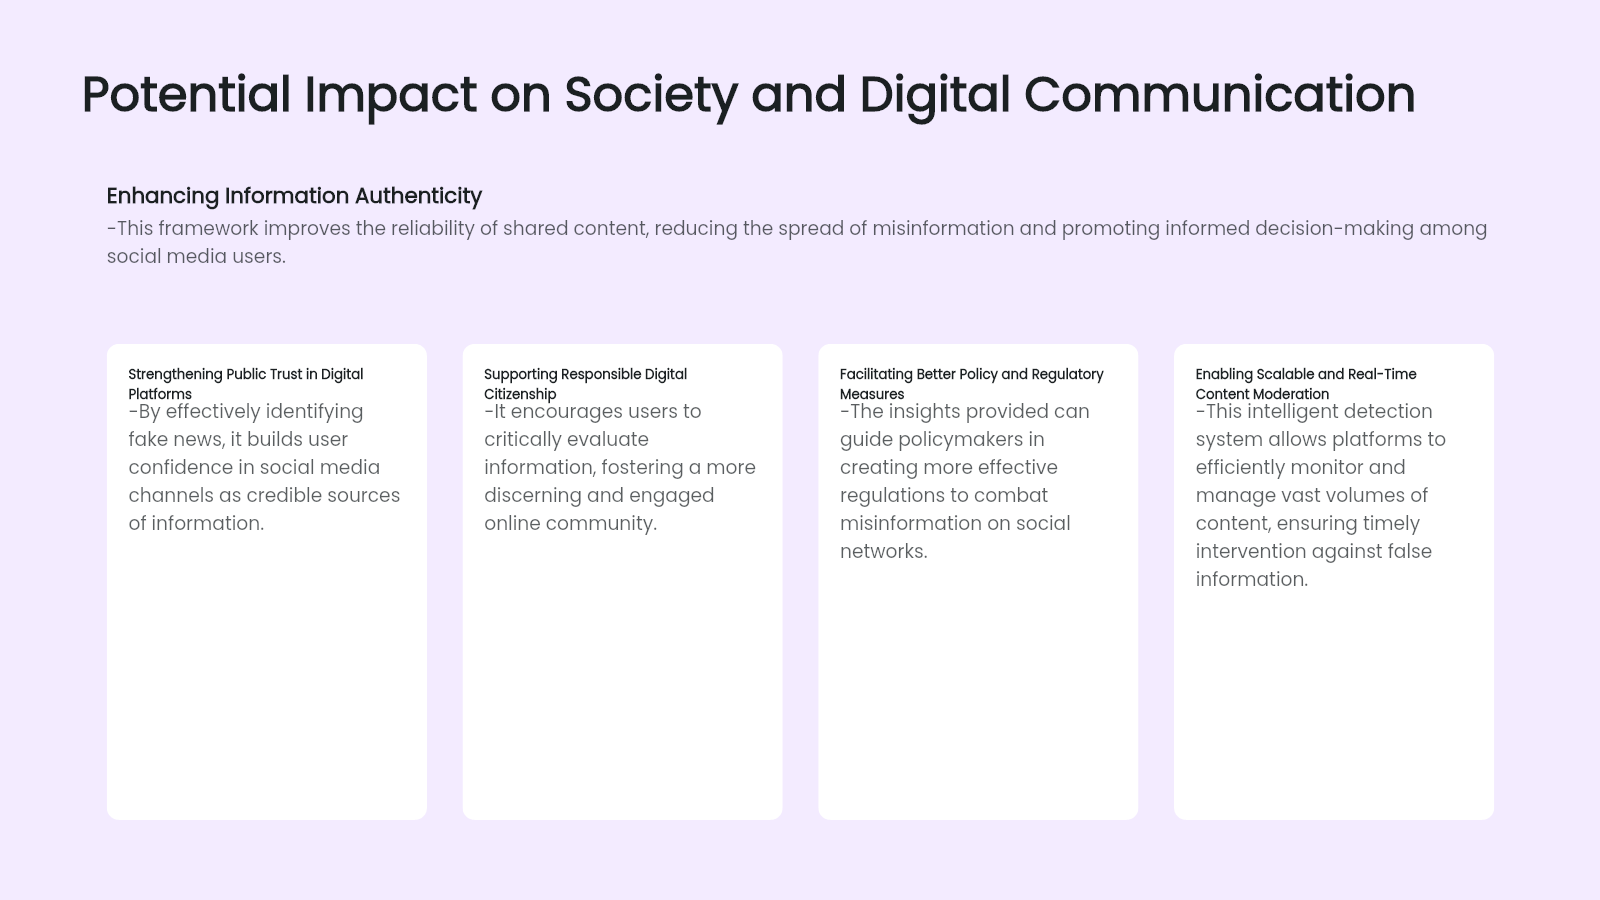 Potential Impact on Society and Digital Communication
Enhancing Information Authenticity
-This framework improves the reliability of shared content, reducing the spread of misinformation and promoting informed decision-making among
social media users.
Strengthening Public Trust in Digital
Platforms
-By effectively identifying
fake news, it builds user
confidence in social media
channels as credible sources
of information.
Supporting Responsible Digital
Citizenship
-It encourages users to
critically evaluate
information, fostering a more
discerning and engaged
online community.
Facilitating Better Policy and Regulatory
Measures
-The insights provided can
guide policymakers in
creating more effective
regulations to combat
misinformation on social
networks.
Enabling Scalable and Real-Time
Content Moderation
-This intelligent detection
system allows platforms to
efficiently monitor and
manage vast volumes of
content, ensuring timely
intervention against false
information.